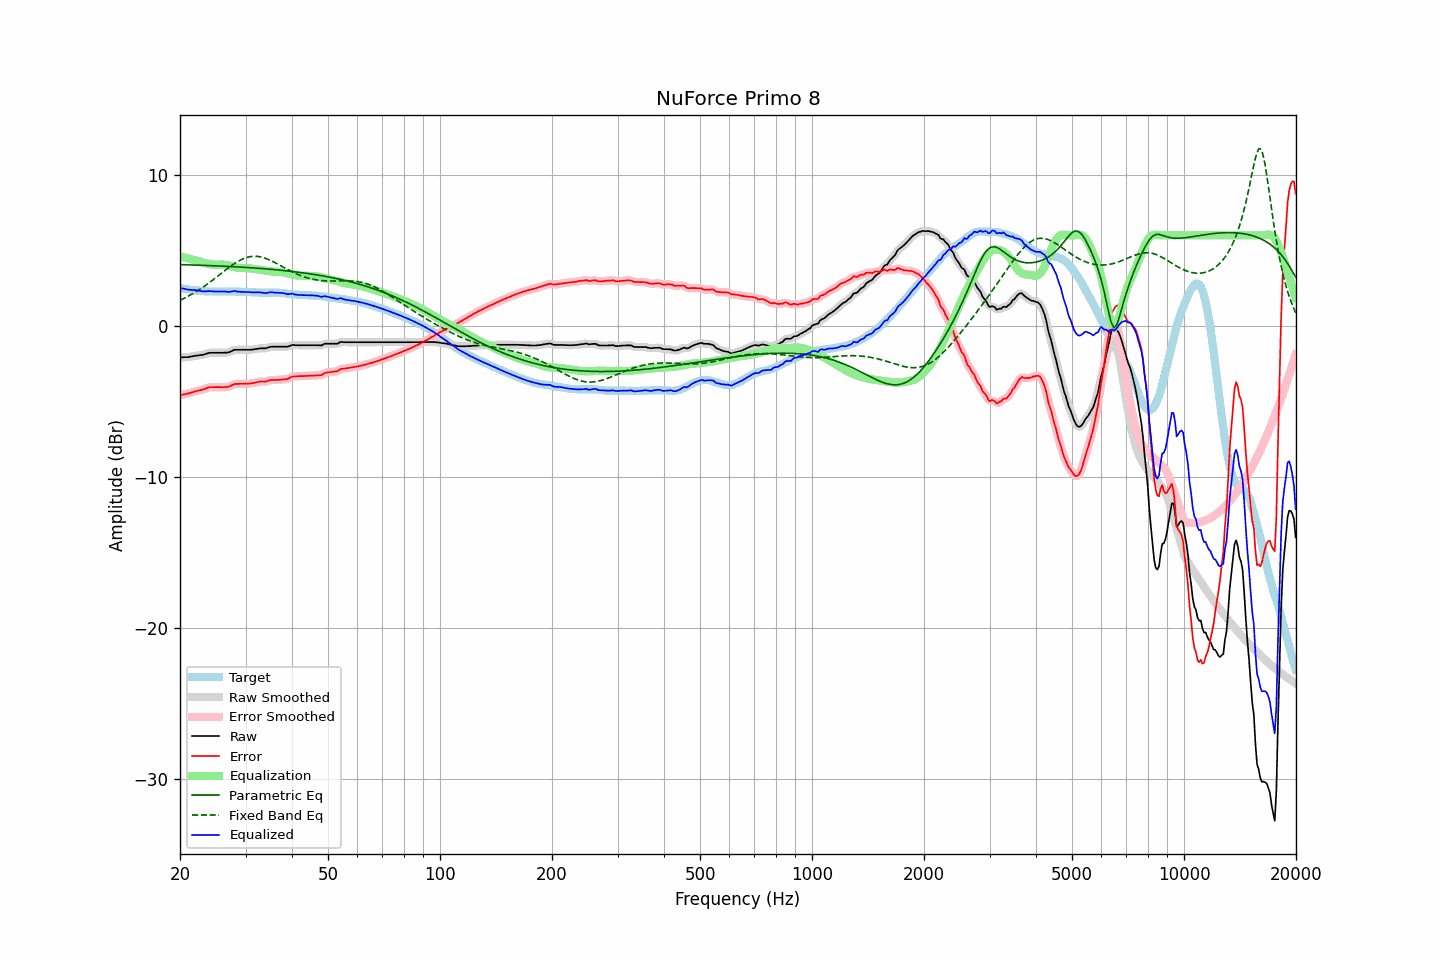 NuForce Primo 8
Amplitude (dBr)
10
0
−10
−20
−30
Target
Raw Smoothed
Error Smoothed
Raw
Error
Equalization
Parametric Eq
Fixed Band Eq
Equalized
20 50 100 200 500 1000 2000 5000 10000 20000
Frequency (Hz)